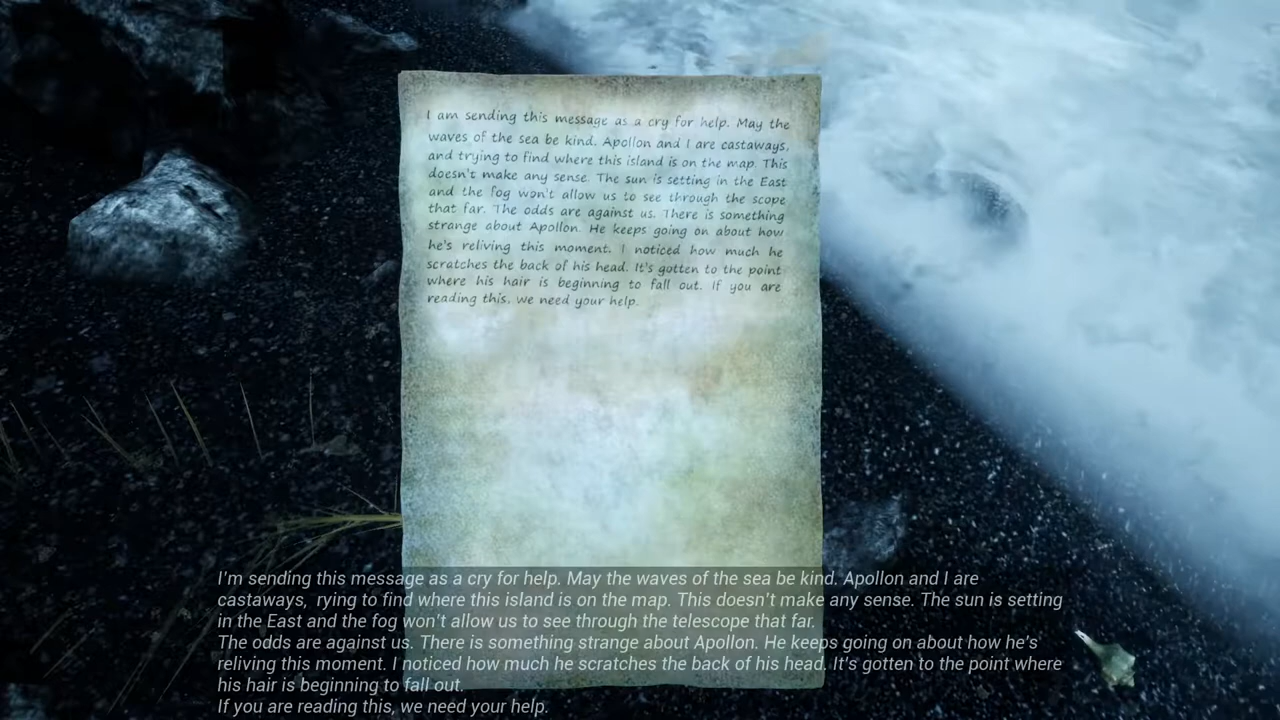 I am sending this message as a cry for help. May the
waves of the sea be kind. Apollon and I are castaways,
and trying to find where this island is on the map. This
doesn't make any sense. The sun is setting in the East
and the fog won't allow us to see through the scope
that far. The odds are against us. There is something
strange about Apollon. He keeps going on about how
he's reliving this moment. I noticed how much he
scratches the back of his head. It's gotten to the point
where his hair is beginning to fall out. If you are
reading this, we need your help.
I'm sending this message as a cry for help. May the waves of the sea be kind. Apollon and I are
castaways,  rying to find where this island is on the map. This doesn't make any sense. The sun is setting
in the East and the fog won't allow us to see through the telescope that far.
The odds are against us. There is something strange about Apollon. He keeps going on about how he's
reliving this moment. I noticed how much he scratches the back of his head. It's gotten to the point where
his hair is beginning to fall out.
If you are reading this, we need your help.